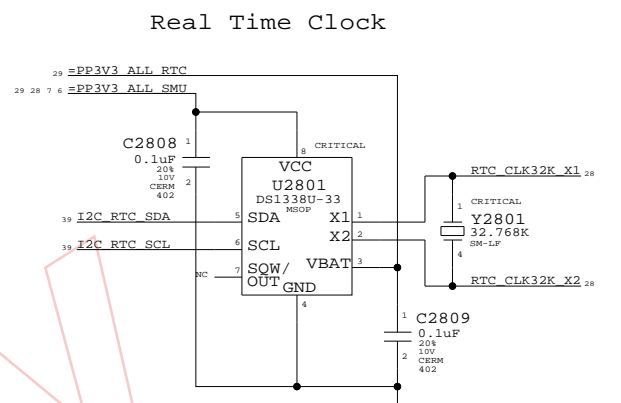 Real Time Clock
29 =PP3V3_ALL_RTC
29 28 7 6 =PP3V3_ALL_SMU
C2808 1
0.1uF
20%
10V
CERM
402
2
8 CRITICAL
VCC
U2801
DS1338U-33
MSOP
39 I2C_RTC_SDA 5 SDA
39 I2C_RTC_SCL 6 SCL
NC 7 SQW/
OUT
GND
4
X1 1
X2 2
VBAT 3
RTC_CLK32K_X1 28
1 CRITICAL
Y2801
32.768K
SM-LF
4
RTC_CLK32K_X2 28
1 C2809
0.1uF
20%
10V
2 CERM
402